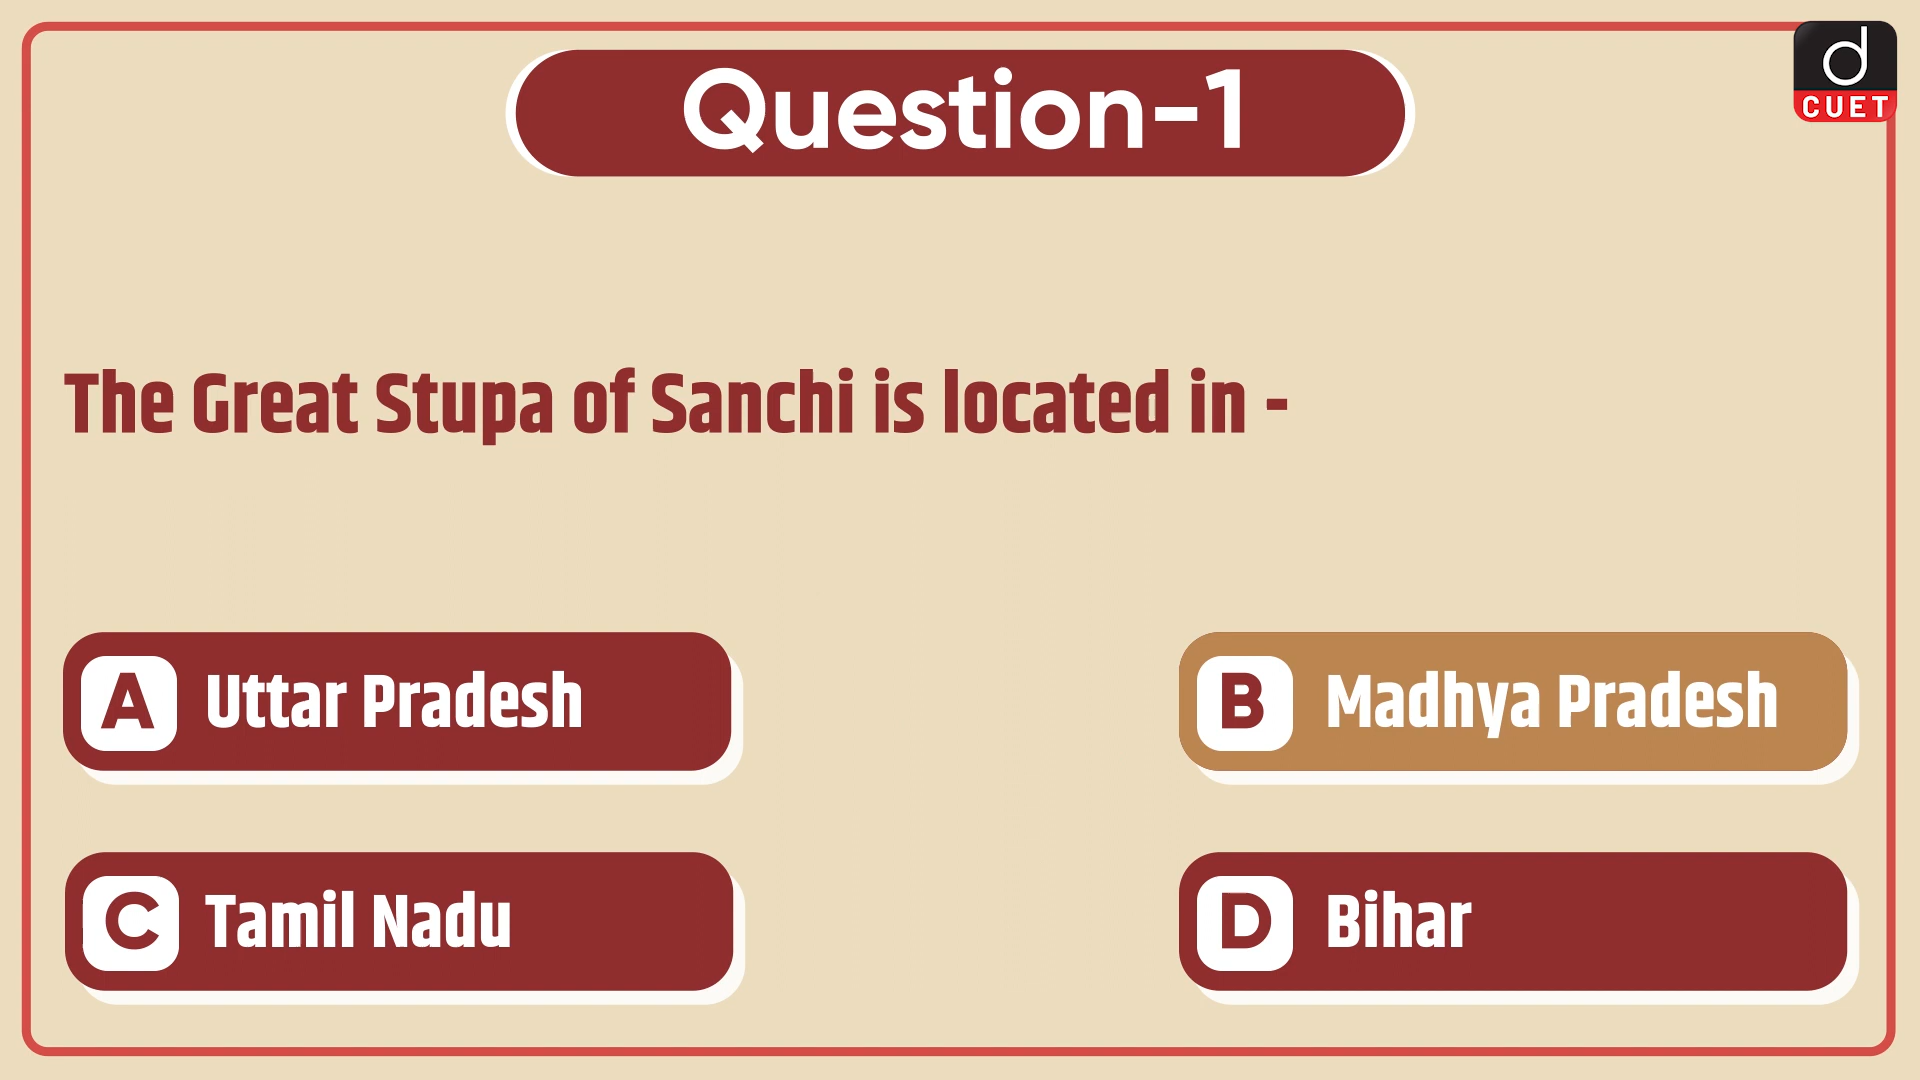 Question-1
d
CUET
The Great Stupa of Sanchi is located in -
A Uttar Pradesh
B Madhya Pradesh
C Tamil Nadu
D Bihar